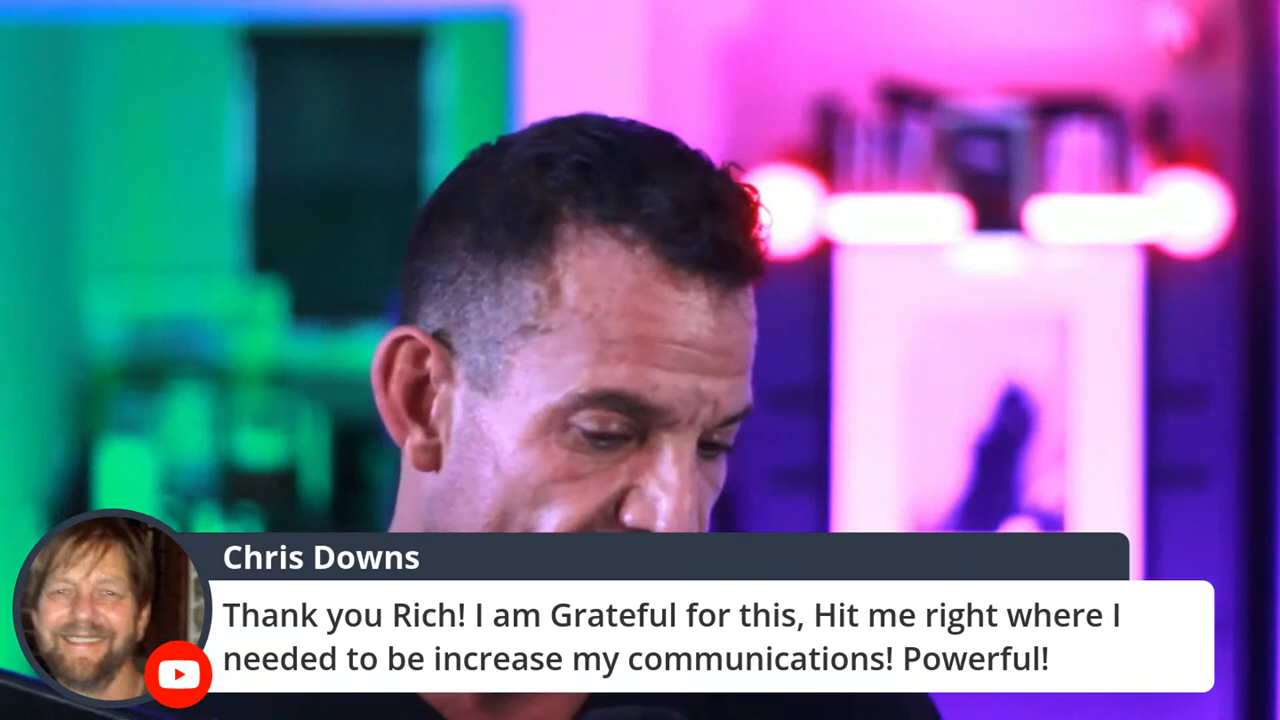 Chris Downs
Thank you Rich! I am Grateful for this, Hit me right where I
needed to be increase my communications! Powerful!